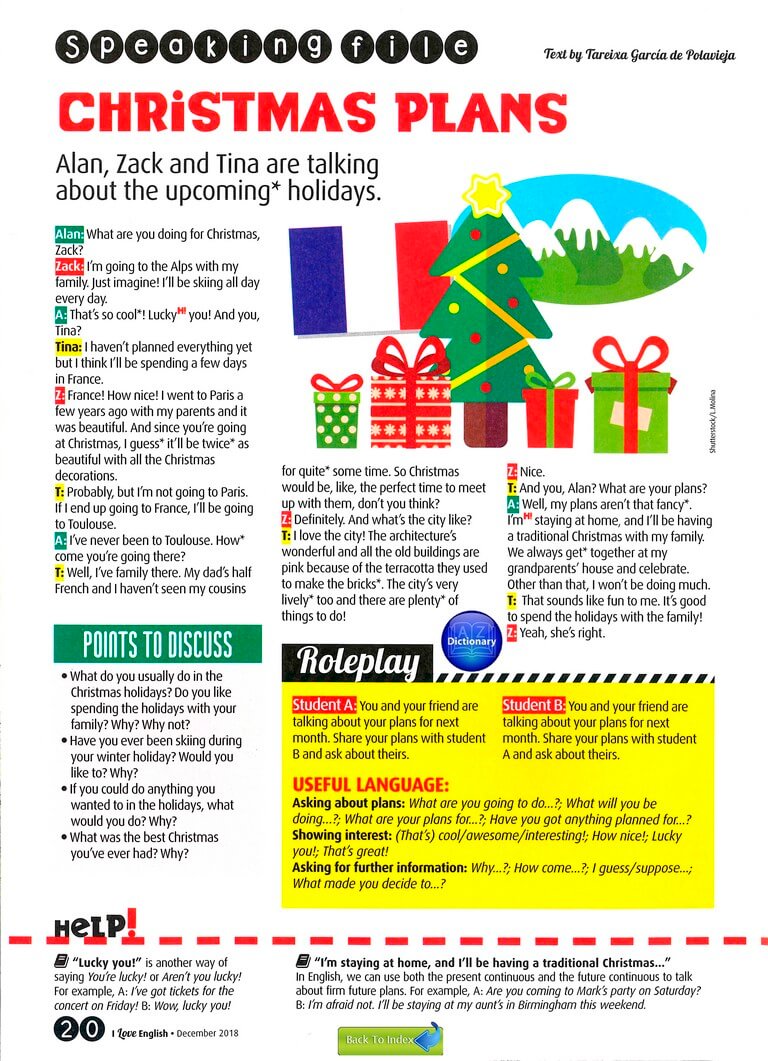 Speaking file
Text by Tareixa García de Polavieja
CHRiSTMAS PLANS
Alan, Zack and Tina are talking
about the upcoming* holidays.
Alan: What are you doing for Christmas,
Zack?
Zack: I'm going to the Alps with my
family. Just imagine! I'll be skiing all day
every day.
A: That's so cool*! Lucky H! you! And you,
Tina?
Tina: I haven't planned everything yet
but I think I'll be spending a few days
in France.
Z: France! How nice! I went to Paris a
few years ago with my parents and it
was beautiful. And since you're going
at Christmas, I guess* it'll be twice* as
beautiful with all the Christmas
decorations.
T: Probably, but I'm not going to Paris.
If I end up going to France, I'll be going
to Toulouse.
A: I've never been to Toulouse. How*
come you're going there?
T: Well, I've family there. My dad's half
French and I haven't seen my cousins
for quite* some time. So Christmas
would be, like, the perfect time to meet
up with them, don't you think?
Z: Definitely. And what's the city like?
T: I love the city! The architecture's
wonderful and all the old buildings are
pink because of the terracotta they used
to make the bricks*. The city's very
lively* too and there are plenty* of
things to do!
Z: Nice.
T: And you, Alan? What are your plans?
A: Well, my plans aren't that fancy*.
I'm H! staying at home, and I'll be having
a traditional Christmas with my family.
We always get* together at my
grandparents' house and celebrate.
Other than that, I won't be doing much.
T: That sounds like fun to me. It's good
to spend the holidays with the family!
Z: Yeah, she's right.
Shutterstock/L.Molina
A Z
Dictionary
POINTS TO DISCUSS
• What do you usually do in the
Christmas holidays? Do you like
spending the holidays with your
family? Why? Why not?
• Have you ever been skiing during
your winter holiday? Would you
like to? Why?
• If you could do anything you
wanted to in the holidays, what
would you do? Why?
• What was the best Christmas
you've ever had? Why?
Roleplay
Student A: You and your friend are
talking about your plans for next
month. Share your plans with student
B and ask about theirs.
Student B: You and your friend are
talking about your plans for next
month. Share your plans with student
A and ask about theirs.
USEFUL LANGUAGE:
Asking about plans: What are you going to do...?; What will you be
doing...?; What are your plans for...?; Have you got anything planned for...?
Showing interest: (That's) cool/awesome/interesting!; How nice!; Lucky
you!; That's great!
Asking for further information: Why...?; How come...?; I guess/suppose...;
What made you decide to...?
HeLP!
"Lucky you!" is another way of
saying You're lucky! or Aren't you lucky!
For example, A: I've got tickets for the
concert on Friday! B: Wow, lucky you!
"I'm staying at home, and I'll be having a traditional Christmas..."
In English, we can use both the present continuous and the future continuous to talk
about firm future plans. For example, A: Are you coming to Mark's party on Saturday?
B: I'm afraid not. I'll be staying at my aunt's in Birmingham this weekend.
20 I Love English • December 2018
Back To Index